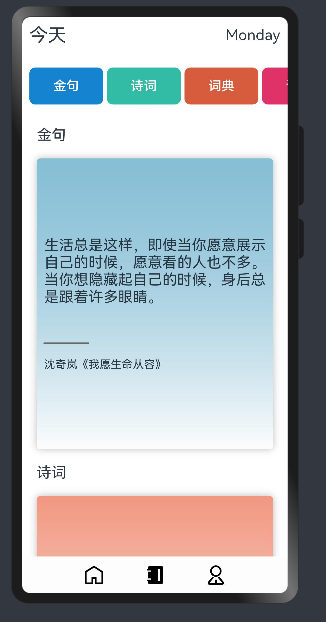 今天
Monday
金句
诗词
词典
金句
生活总是这样，即使当你愿意展示
自己的时候，愿意看的人也不多。
当你想隐藏起自己的时候，身后总
是跟着许多眼睛。
沈奇岚《我愿生命从容》
诗词